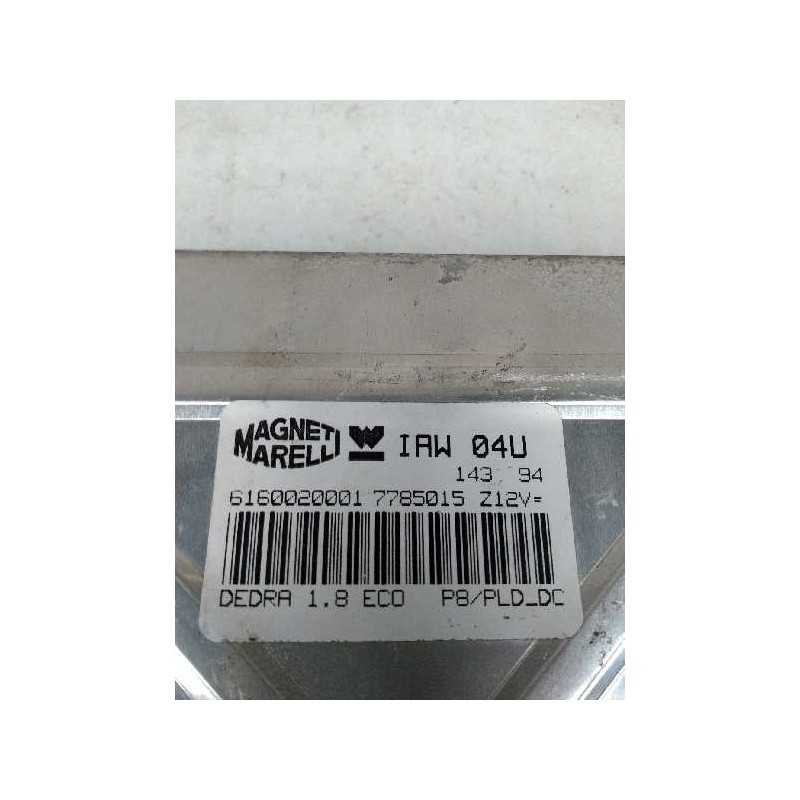 MAGNETI MARELLI IAW 04U
143 94
6160020001 7785015 Z12V=
DEDRA 1.8 ECO P8/PLD_DC